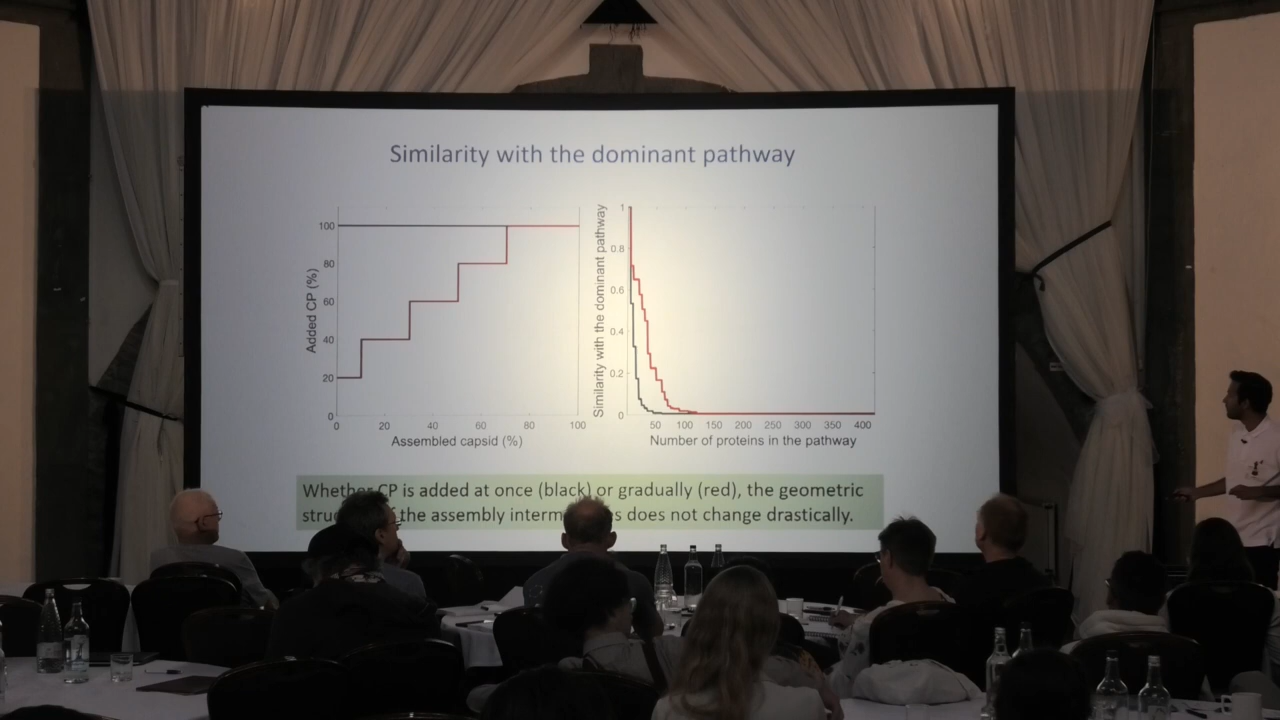 Similarity with the dominant pathway
Added CP (%)
100
80
60
40
20
0
0 20 40 60 80 100
Assembled capsid (%)
Similarity with the dominant pathway
1
0.8
0.6
0.4
0.2
0
50 100 150 200 250 300 350 400
Number of proteins in the pathway
Whether CP is added at once (black) or gradually (red), the geometric
the assembly does not change drastically.